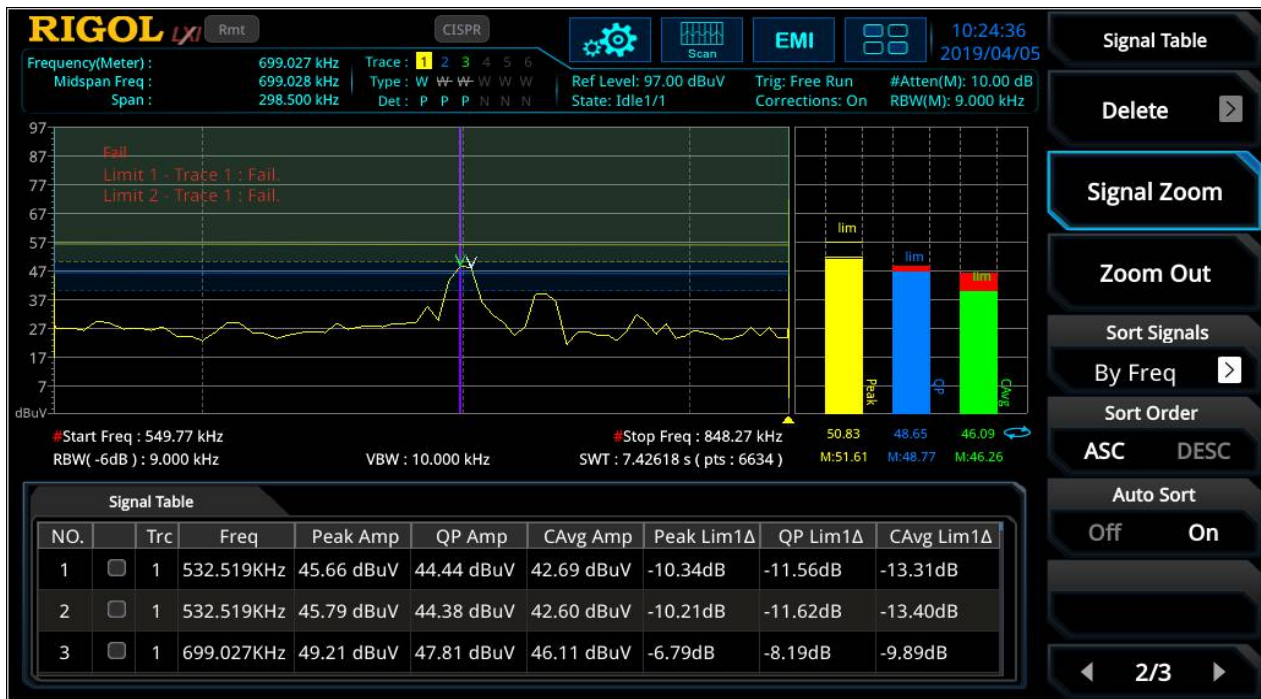 RIGOL LXI Rmt CISPR Scan EMI 10:24:36
2019/04/05
Frequency(Meter) : 699.027 kHz Trace : 1 2 3 4 5 6
Midspan Freq : 699.028 kHz Type : W W W W W W Ref Level: 97.00 dBuV Trig: Free Run #Atten(M): 10.00 dB
Span : 298.500 kHz Det : P P P N N N State: Idle1/1 Corrections: On RBW(M): 9.000 kHz
97
87
77
67
57
47
37
27
17
7
dBuV
Fail
Limit 1 - Trace 1 : Fail.
Limit 2 - Trace 1 : Fail.
lim
lim
lim
Peak
QP
CAvg
#Start Freq : 549.77 kHz #Stop Freq : 848.27 kHz 50.83 48.65 46.09
RBW( -6dB ) : 9.000 kHz VBW : 10.000 kHz SWT : 7.42618 s ( pts : 6634 ) M:51.61 M:48.77 M:46.26
Signal Table
NO. Trc Freq Peak Amp QP Amp CAvg Amp Peak Lim1Δ QP Lim1Δ CAvg Lim1Δ
1 1 532.519KHz 45.66 dBuV 44.44 dBuV 42.69 dBuV -10.34dB -11.56dB -13.31dB
2 1 532.519KHz 45.79 dBuV 44.38 dBuV 42.60 dBuV -10.21dB -11.62dB -13.40dB
3 1 699.027KHz 49.21 dBuV 47.81 dBuV 46.11 dBuV -6.79dB -8.19dB -9.89dB
Signal Table
Delete >
Signal Zoom
Zoom Out
Sort Signals
By Freq >
Sort Order
ASC DESC
Auto Sort
Off On
2/3